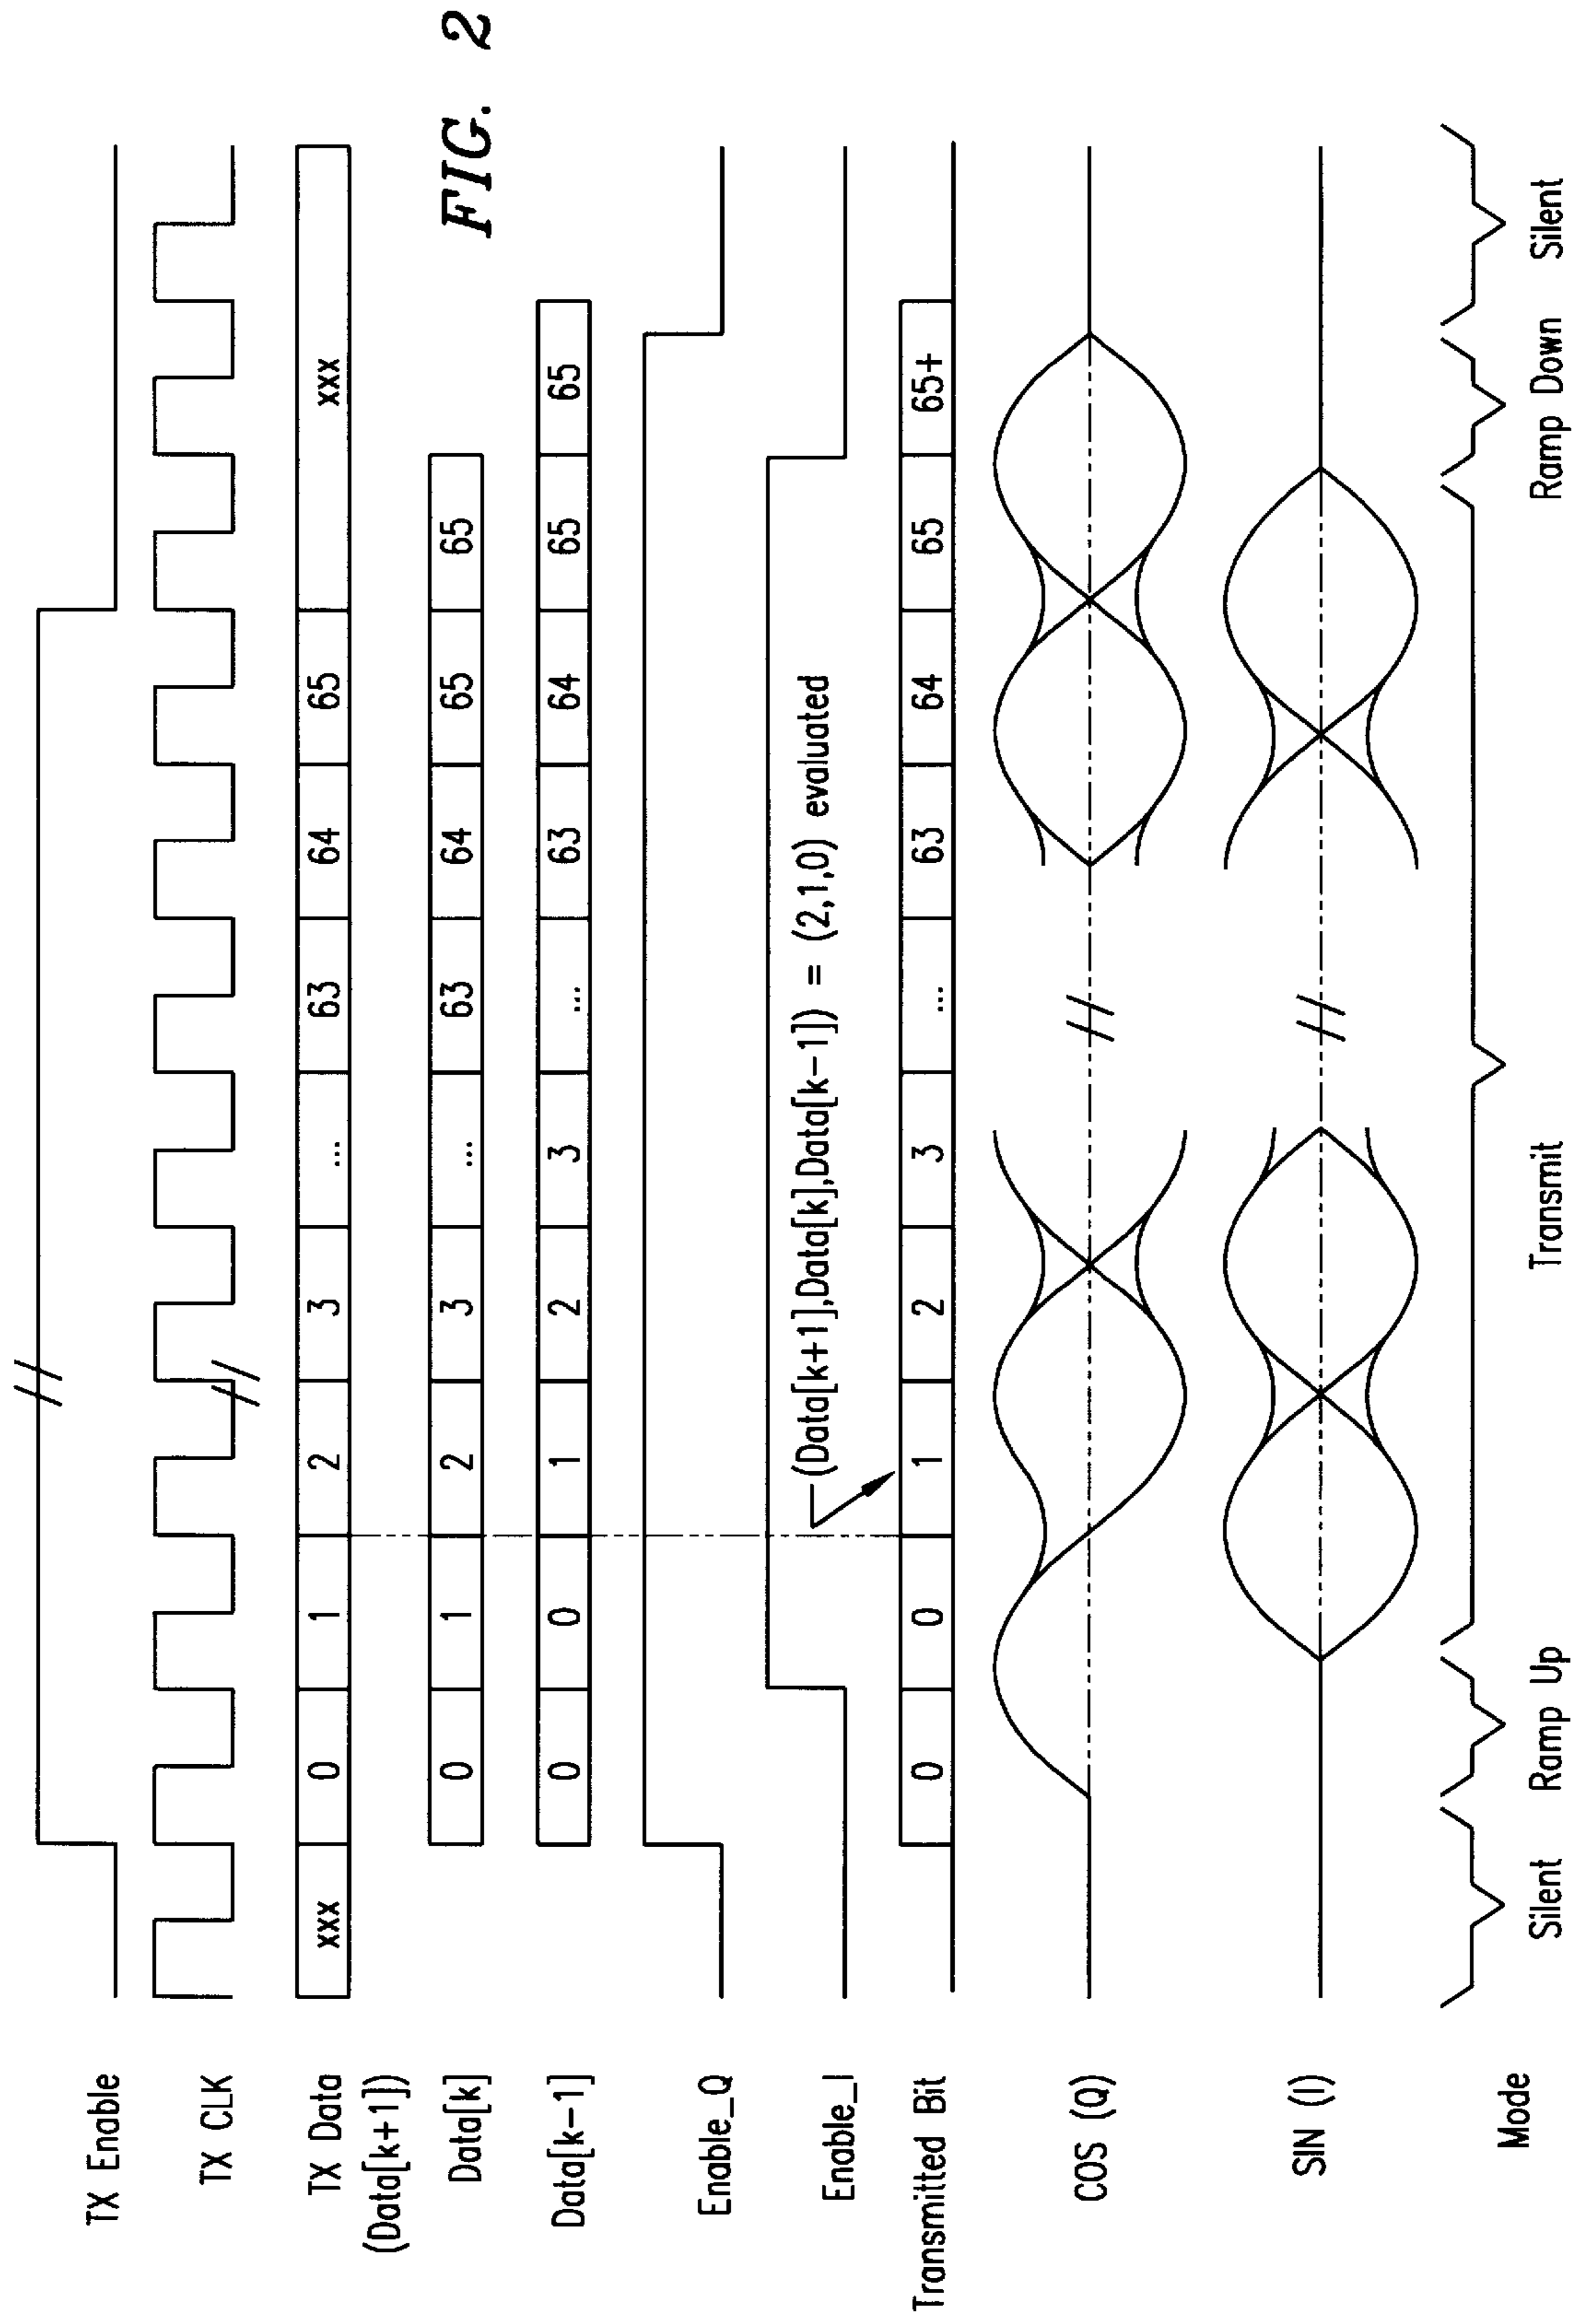 FIG. 2
TX Enable
TX CLK
TX Data
(Data[k+1])
xxx 0 1 2 3 ... 63 64 65 xxx
Data[k]
0 1 2 3 ... 63 64 65 65
Data[k−1]
0 0 1 2 3 ... 63 64 65 65
Enable_Q
Enable_I
(Data[k+1],Data[k],Data[k−1]) = (2,1,0) evaluated
Transmitted Bit
0 0 1 2 3 ... 63 64 65 65+
COS (Q)
SIN (I)
Mode
Silent Ramp Up Transmit Ramp Down Silent